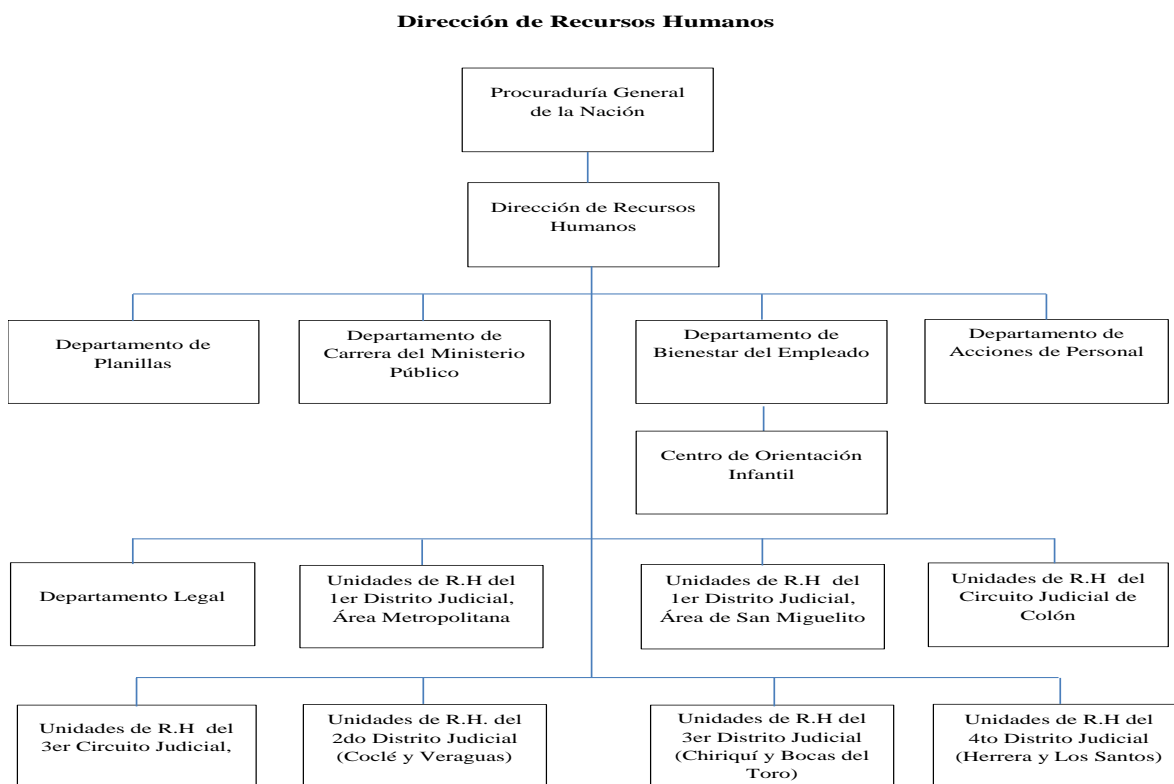 Dirección de Recursos Humanos
Procuraduría General
de la Nación
Dirección de Recursos
Humanos
Departamento de
Planillas
Departamento de
Carrera del Ministerio
Público
Departamento de
Bienestar del Empleado
Departamento de
Acciones de Personal
Centro de Orientación
Infantil
Departamento Legal
Unidades de R.H del
1er Distrito Judicial,
Área Metropolitana
Unidades de R.H del
1er Distrito Judicial,
Área de San Miguelito
Unidades de R.H del
Circuito Judicial de
Colón
Unidades de R.H del
3er Circuito Judicial,
Unidades de R.H. del
2do Distrito Judicial
(Coclé y Veraguas)
Unidades de R.H del
3er Distrito Judicial
(Chiriquí y Bocas del
Toro)
Unidades de R.H del
4to Distrito Judicial
(Herrera y Los Santos)